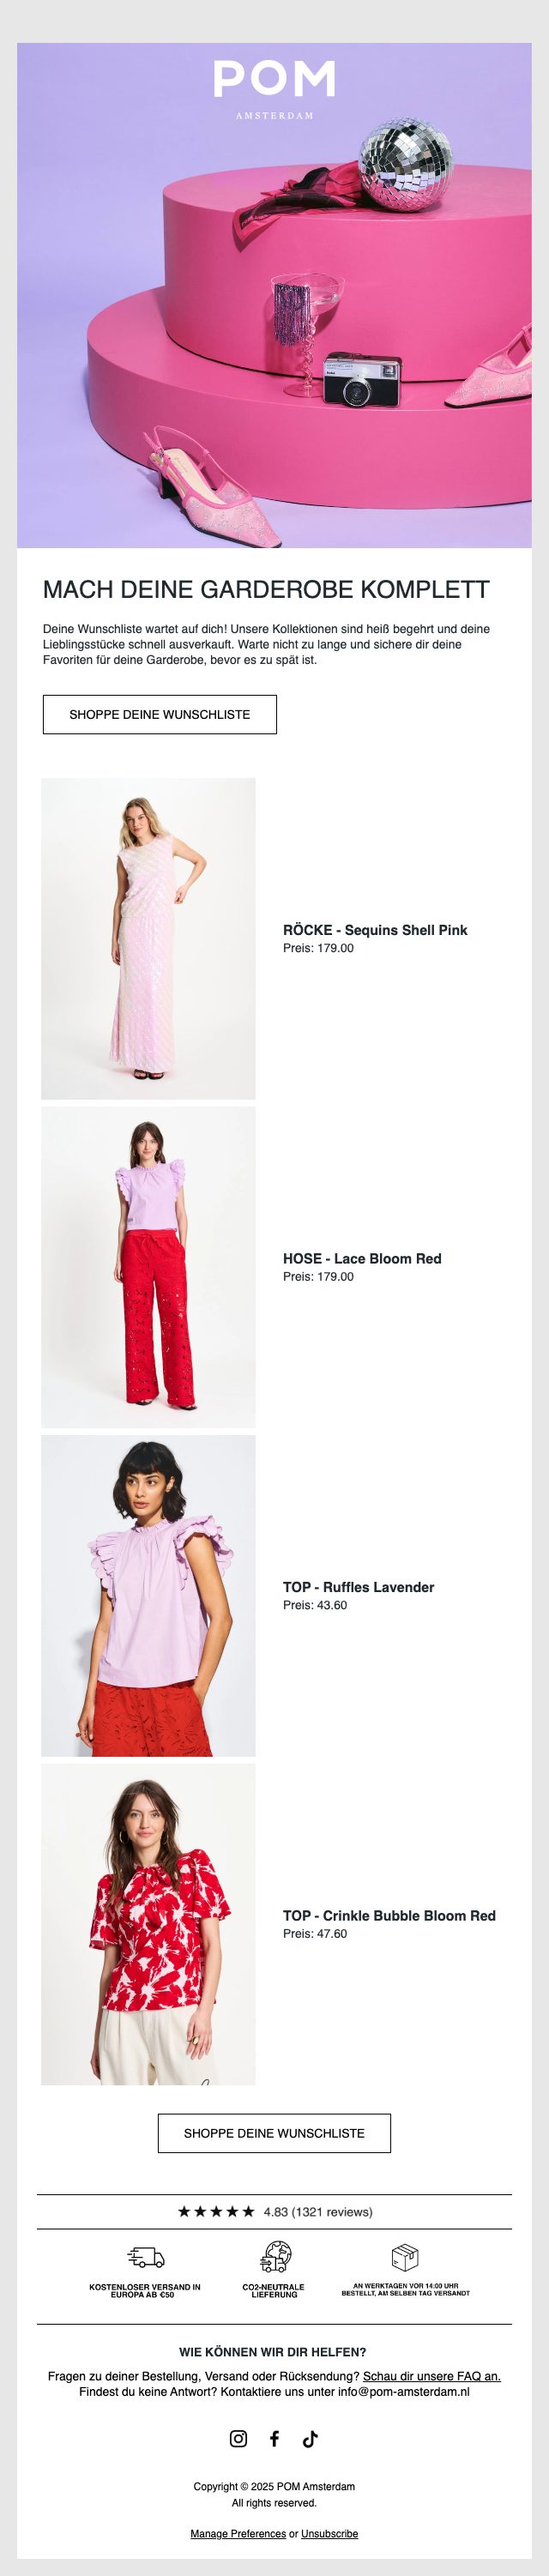 POM
AMSTERDAM
MACH DEINE GARDEROBE KOMPLETT
Deine Wunschliste wartet auf dich! Unsere Kollektionen sind heiß begehrt und deine
Lieblingsstücke schnell ausverkauft. Warte nicht zu lange und sichere dir deine
Favoriten für deine Garderobe, bevor es zu spät ist.
SHOPPE DEINE WUNSCHLISTE
RÖCKE - Sequins Shell Pink
Preis: 179.00
HOSE - Lace Bloom Red
Preis: 179.00
TOP - Ruffles Lavender
Preis: 43.60
TOP - Crinkle Bubble Bloom Red
Preis: 47.60
SHOPPE DEINE WUNSCHLISTE
4.83 (1321 reviews)
KOSTENLOSER VERSAND IN
EUROPA AB €50
CO2-NEUTRALE
LIEFERUNG
AN WERKTAGEN VOR 14:00 UHR
BESTELLT, AM SELBEN TAG VERSANDT
WIE KÖNNEN WIR DIR HELFEN?
Fragen zu deiner Bestellung, Versand oder Rücksendung? Schau dir unsere FAQ an.
Findest du keine Antwort? Kontaktiere uns unter info@pom-amsterdam.nl
Copyright © 2025 POM Amsterdam
All rights reserved.
Manage Preferences or Unsubscribe